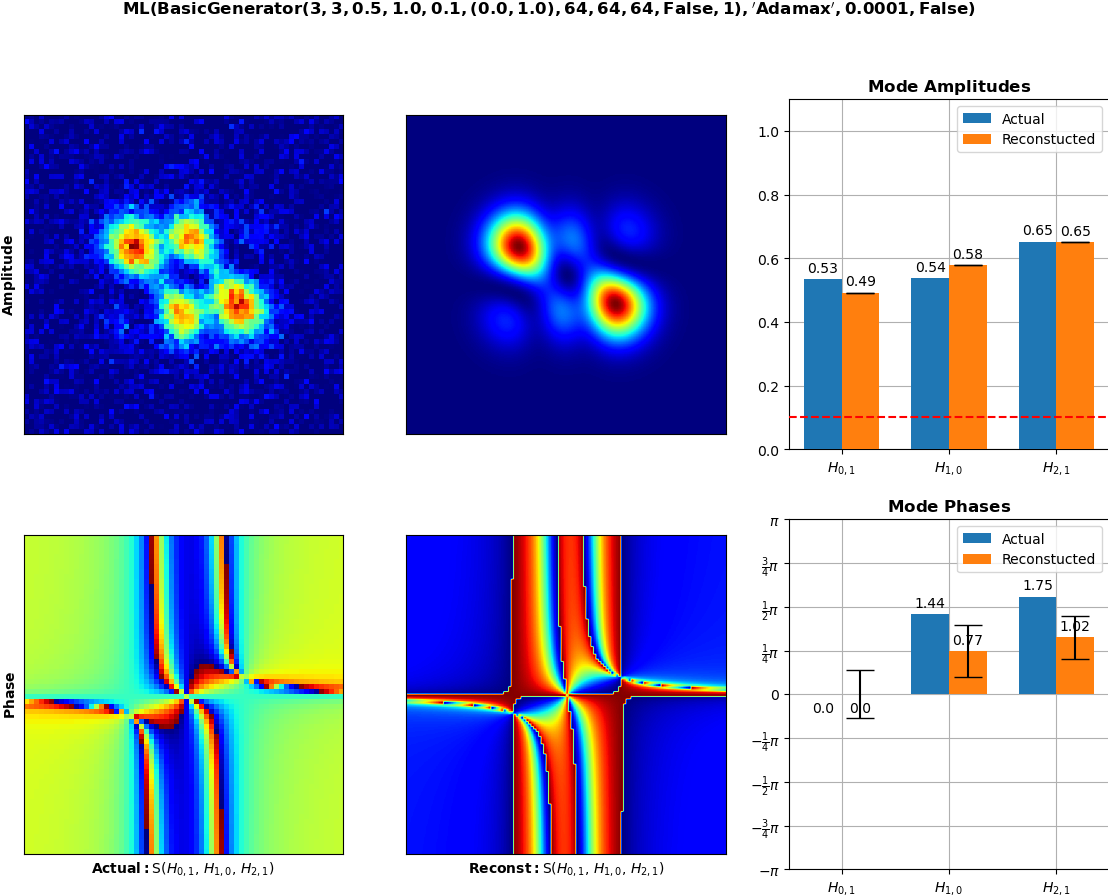 ML(BasicGenerator(3, 3, 0.5, 1.0, 0.1, (0.0, 1.0), 64, 64, 64, False, 1), ′Adamax′, 0.0001, False)
Amplitude
Mode Amplitudes
Actual
Reconstucted
1.0
0.8
0.6
0.4
0.2
0.0
0.53
0.49
0.54
0.58
0.65
0.65
H0, 1
H1, 0
H2, 1
Phase
Actual: S(H0, 1, H1, 0, H2, 1)
Reconst: S(H0, 1, H1, 0, H2, 1)
Mode Phases
Actual
Reconstucted
π
3/4π
1/2π
1/4π
0
−1/4π
−1/2π
−3/4π
−π
0.0
0.0
1.44
0.77
1.75
1.02
H0, 1
H1, 0
H2, 1